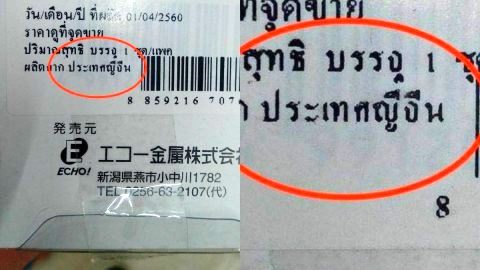 วัน/เดือน/ปี ที่ผลิต 01/04/2560
ราคาดูที่จุดขาย
ปริมาณสุทธิ บรรจุ 1 ชุด/แพค
ผลิตจาก ประเทศญี่จีน
8 859216 707
発売元
ECHO! エコー金属株式会
新潟県燕市小中川1782
TEL 0256-63-2107(代)
สุทธิ บรรจุ 1 ชุ
ประเทศญี่จีน
8